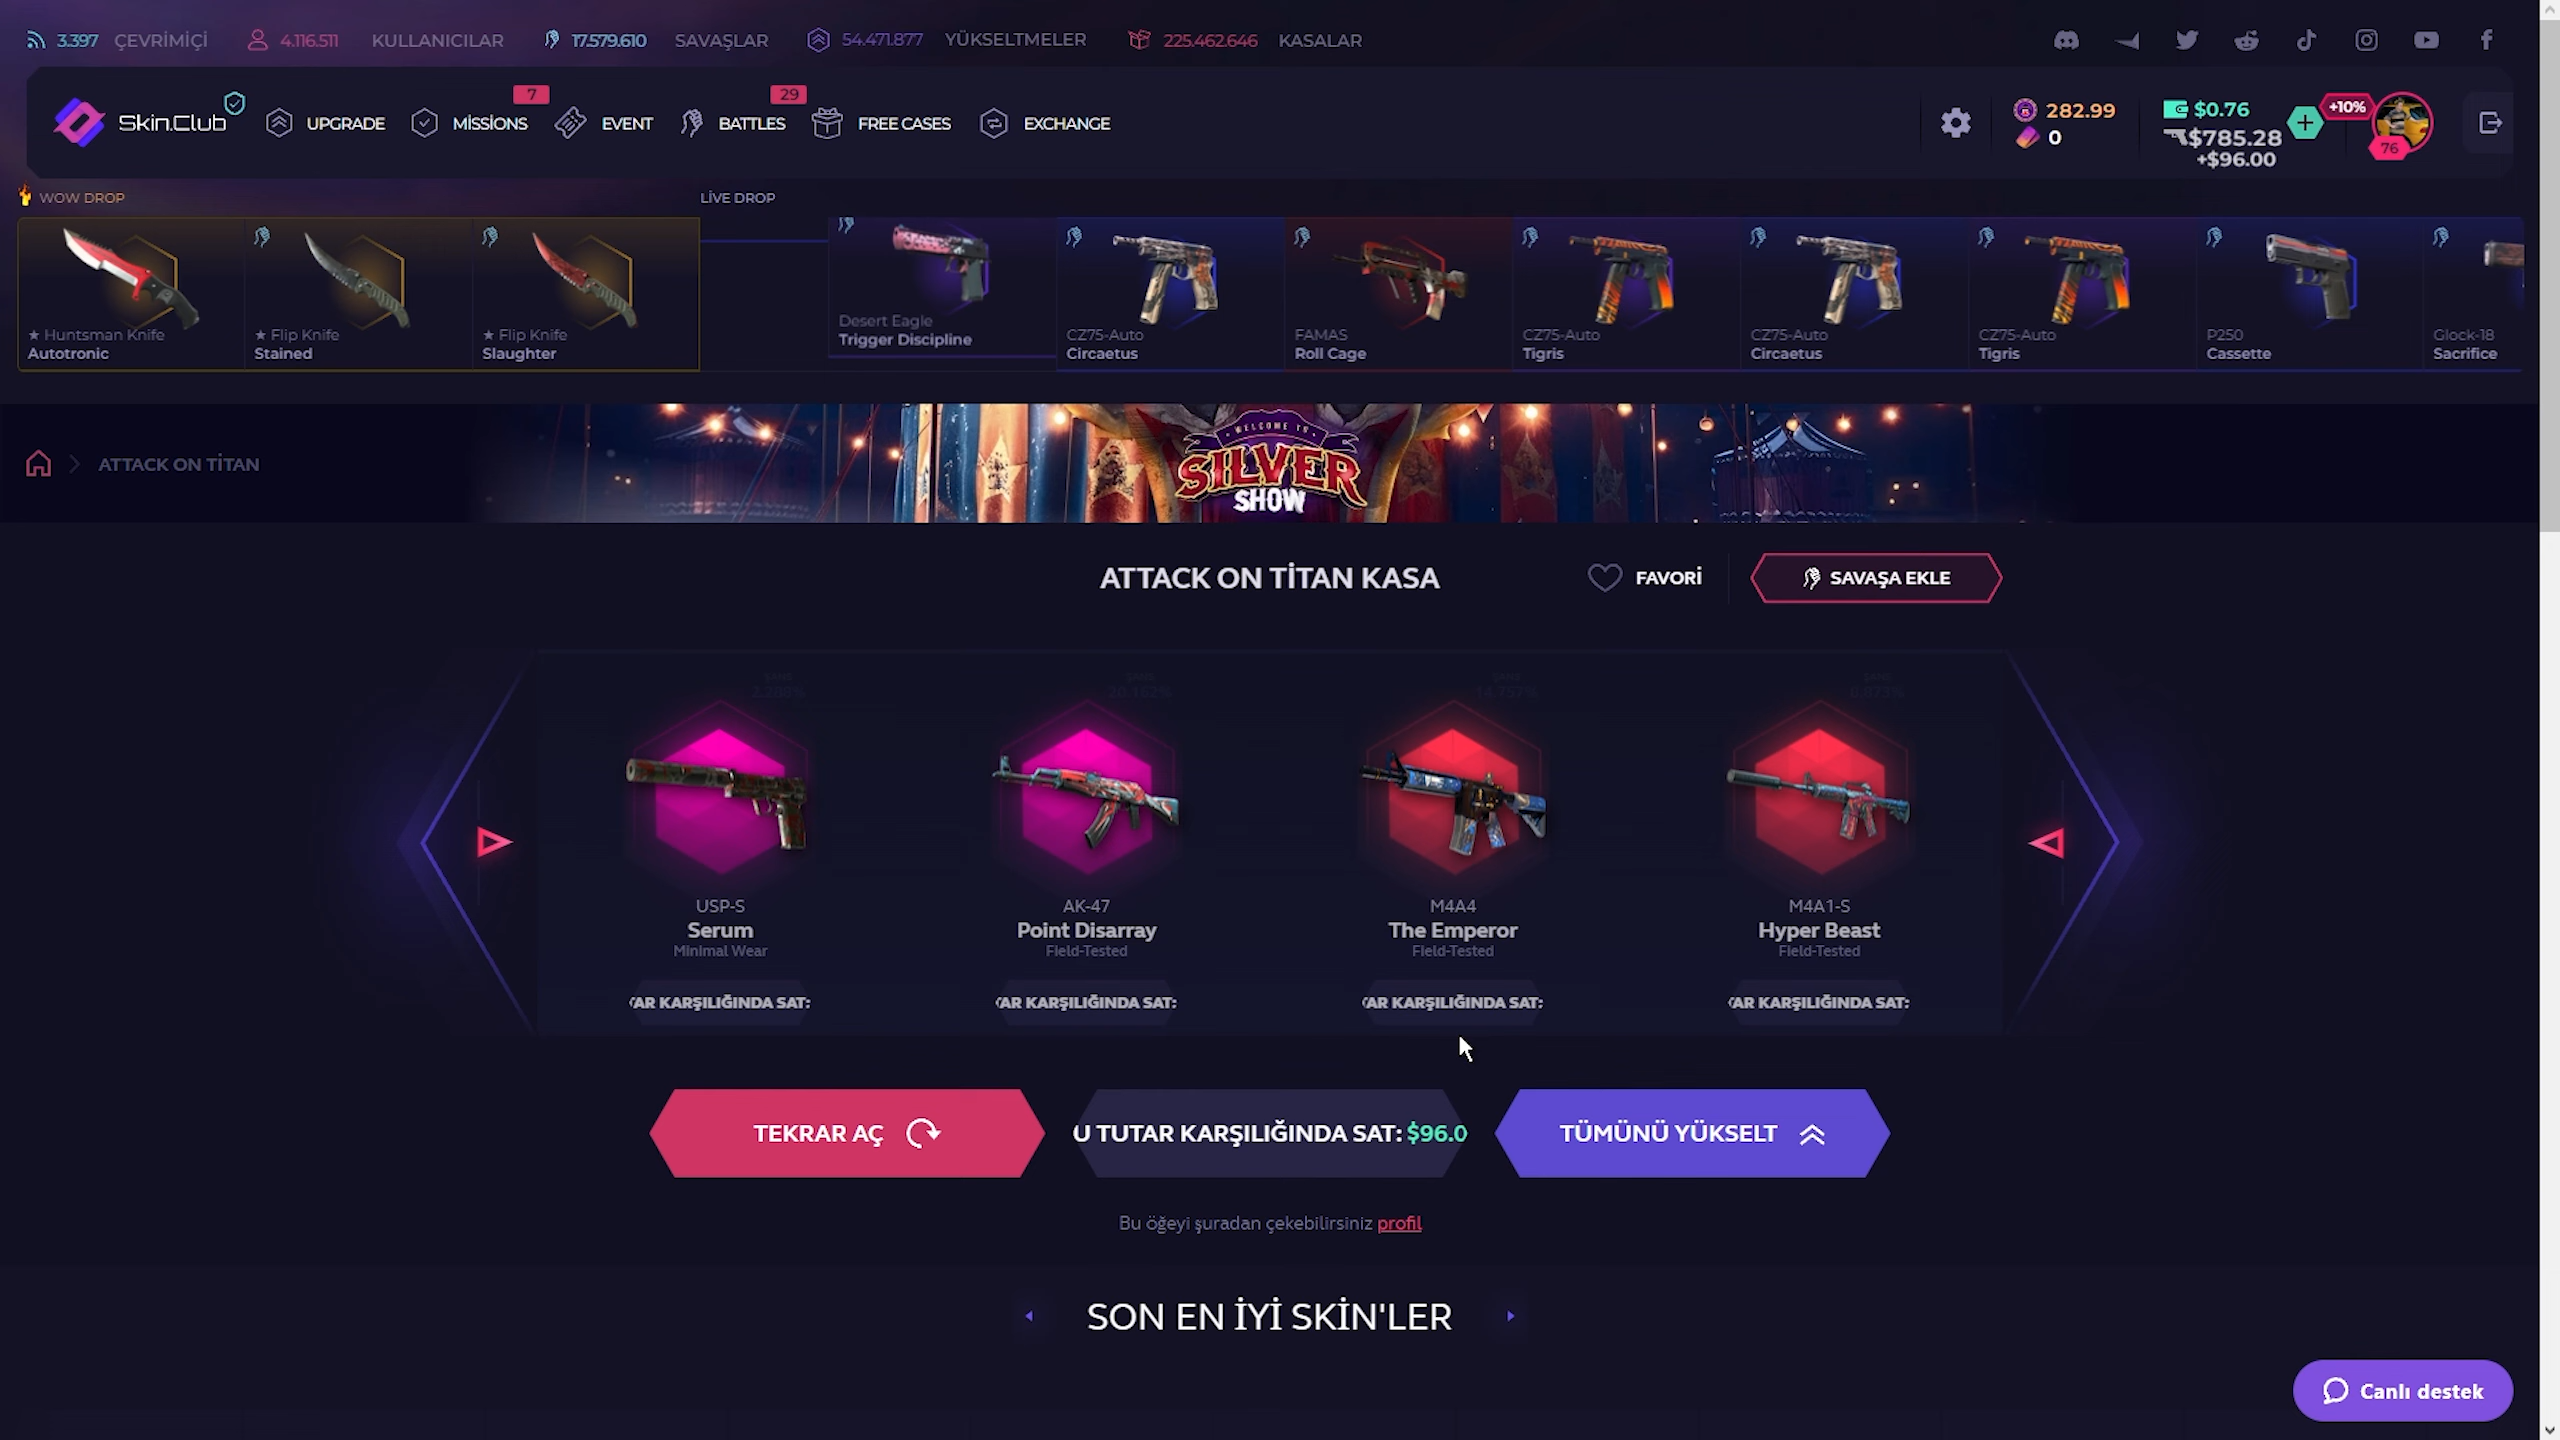 3.397 ÇEVRİMİÇİ 4.116.511 KULLANICILAR 17.579.610 SAVAŞLAR 54.471.877 YÜKSELTMELER 225.462.646 KASALAR
7 29
Skin.Club UPGRADE MİSSİONS EVENT BATTLES FREE CASES EXCHANGE
282.99
0
$0.76
$785.28
+$96.00
+10%
76
WOW DROP
LİVE DROP
★ Huntsman Knife
Autotronic
★ Flip Knife
Stained
★ Flip Knife
Slaughter
Desert Eagle
Trigger Discipline
CZ75-Auto
Circaetus
FAMAS
Roll Cage
CZ75-Auto
Tigris
CZ75-Auto
Circaetus
CZ75-Auto
Tigris
P250
Cassette
Glock-18
Sacrifice
ATTACK ON TİTAN
WELCOME TO
SILVER
SHOW
ATTACK ON TİTAN KASA
FAVORİ
SAVAŞA EKLE
USP-S
Serum
Minimal Wear
AR KARŞILIĞINDA SAT:
AK-47
Point Disarray
Field-Tested
AR KARŞILIĞINDA SAT:
M4A4
The Emperor
Field-Tested
AR KARŞILIĞINDA SAT:
M4A1-S
Hyper Beast
Field-Tested
AR KARŞILIĞINDA SAT:
TEKRAR AÇ
U TUTAR KARŞILIĞINDA SAT: $96.0
TÜMÜNÜ YÜKSELT
Bu öğeyi şuradan çekebilirsiniz profil
SON EN İYİ SKİN'LER
Canlı destek